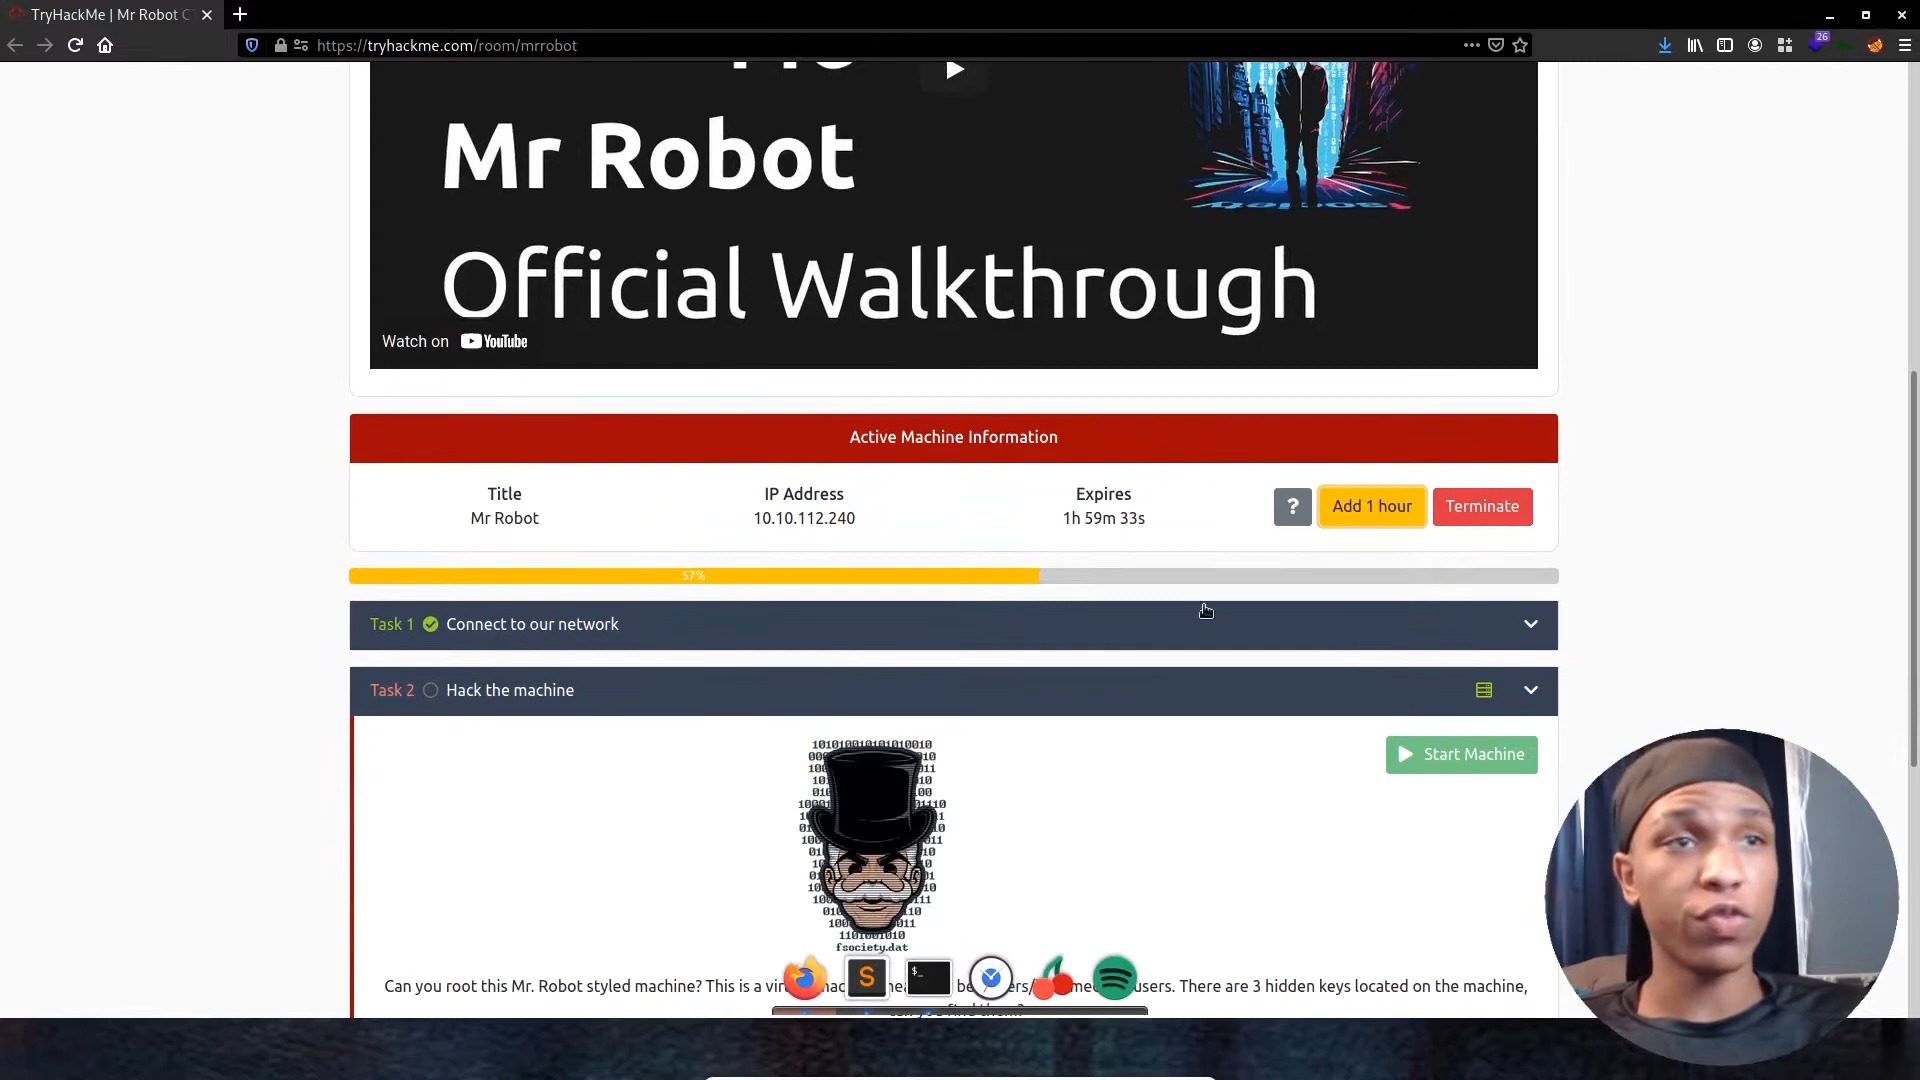 TryHackMe | Mr Robot C
https://tryhackme.com/room/mrrobot
26
Mr Robot
Official Walkthrough
Watch on YouTube
Active Machine Information
Title
Mr Robot
IP Address
10.10.112.240
Expires
1h 59m 33s
?
Add 1 hour
Terminate
57%
Task 1 Connect to our network
Task 2 Hack the machine
Start Machine
fsociety.dat
S
$_
Can you root this Mr. Robot styled machine? This is a users. There are 3 hidden keys located on the machine,